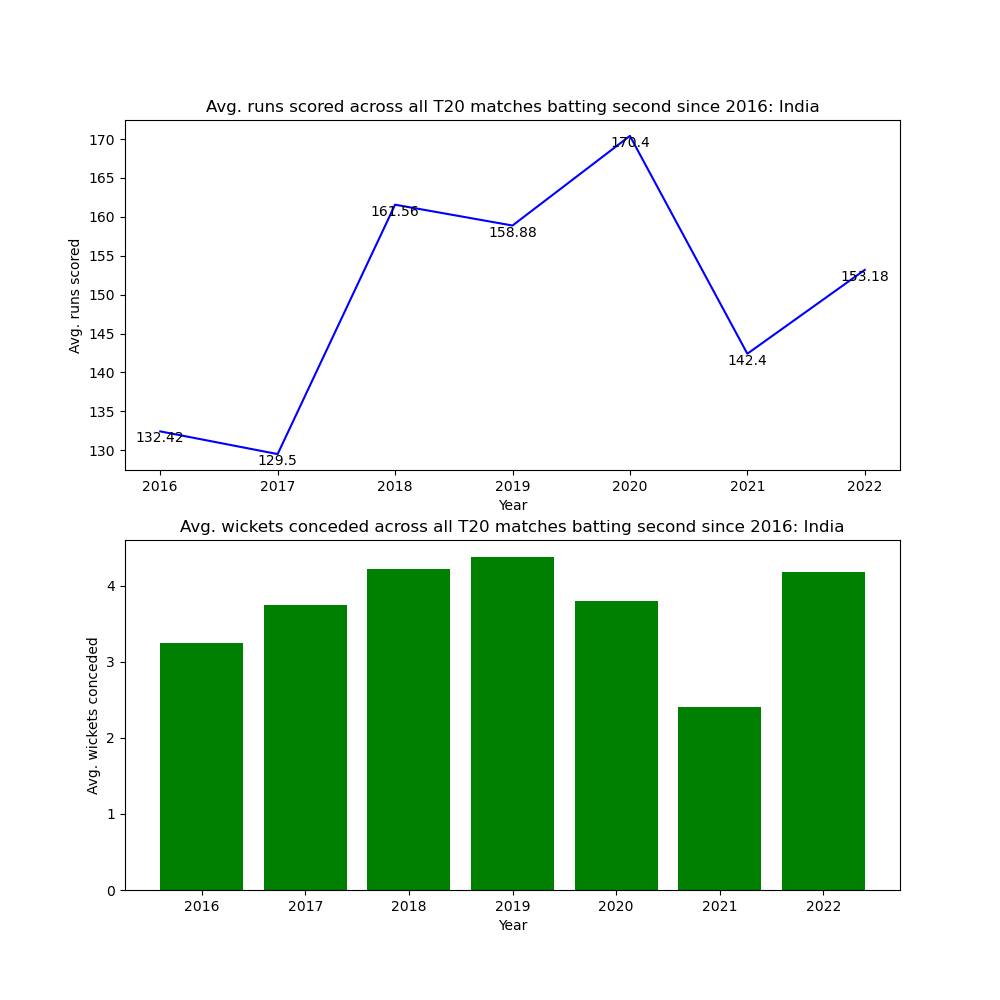 Avg. runs scored across all T20 matches batting second since 2016: India
170
165
160
155
150
145
140
135
130
Avg. runs scored
132.42
129.5
161.56
158.88
170.4
142.4
153.18
2016 2017 2018 2019 2020 2021 2022
Year
Avg. wickets conceded across all T20 matches batting second since 2016: India
4
3
2
1
0
Avg. wickets conceded
2016 2017 2018 2019 2020 2021 2022
Year